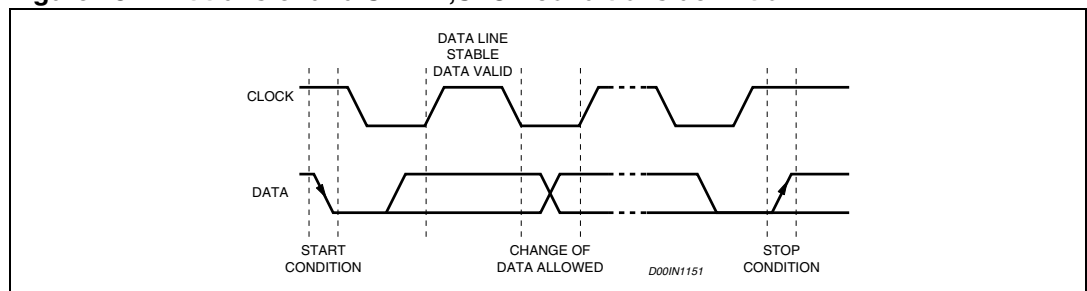 DATA LINE
STABLE
DATA VALID
CLOCK
DATA
START
CONDITION
CHANGE OF
DATA ALLOWED
D00IN1151
STOP
CONDITION